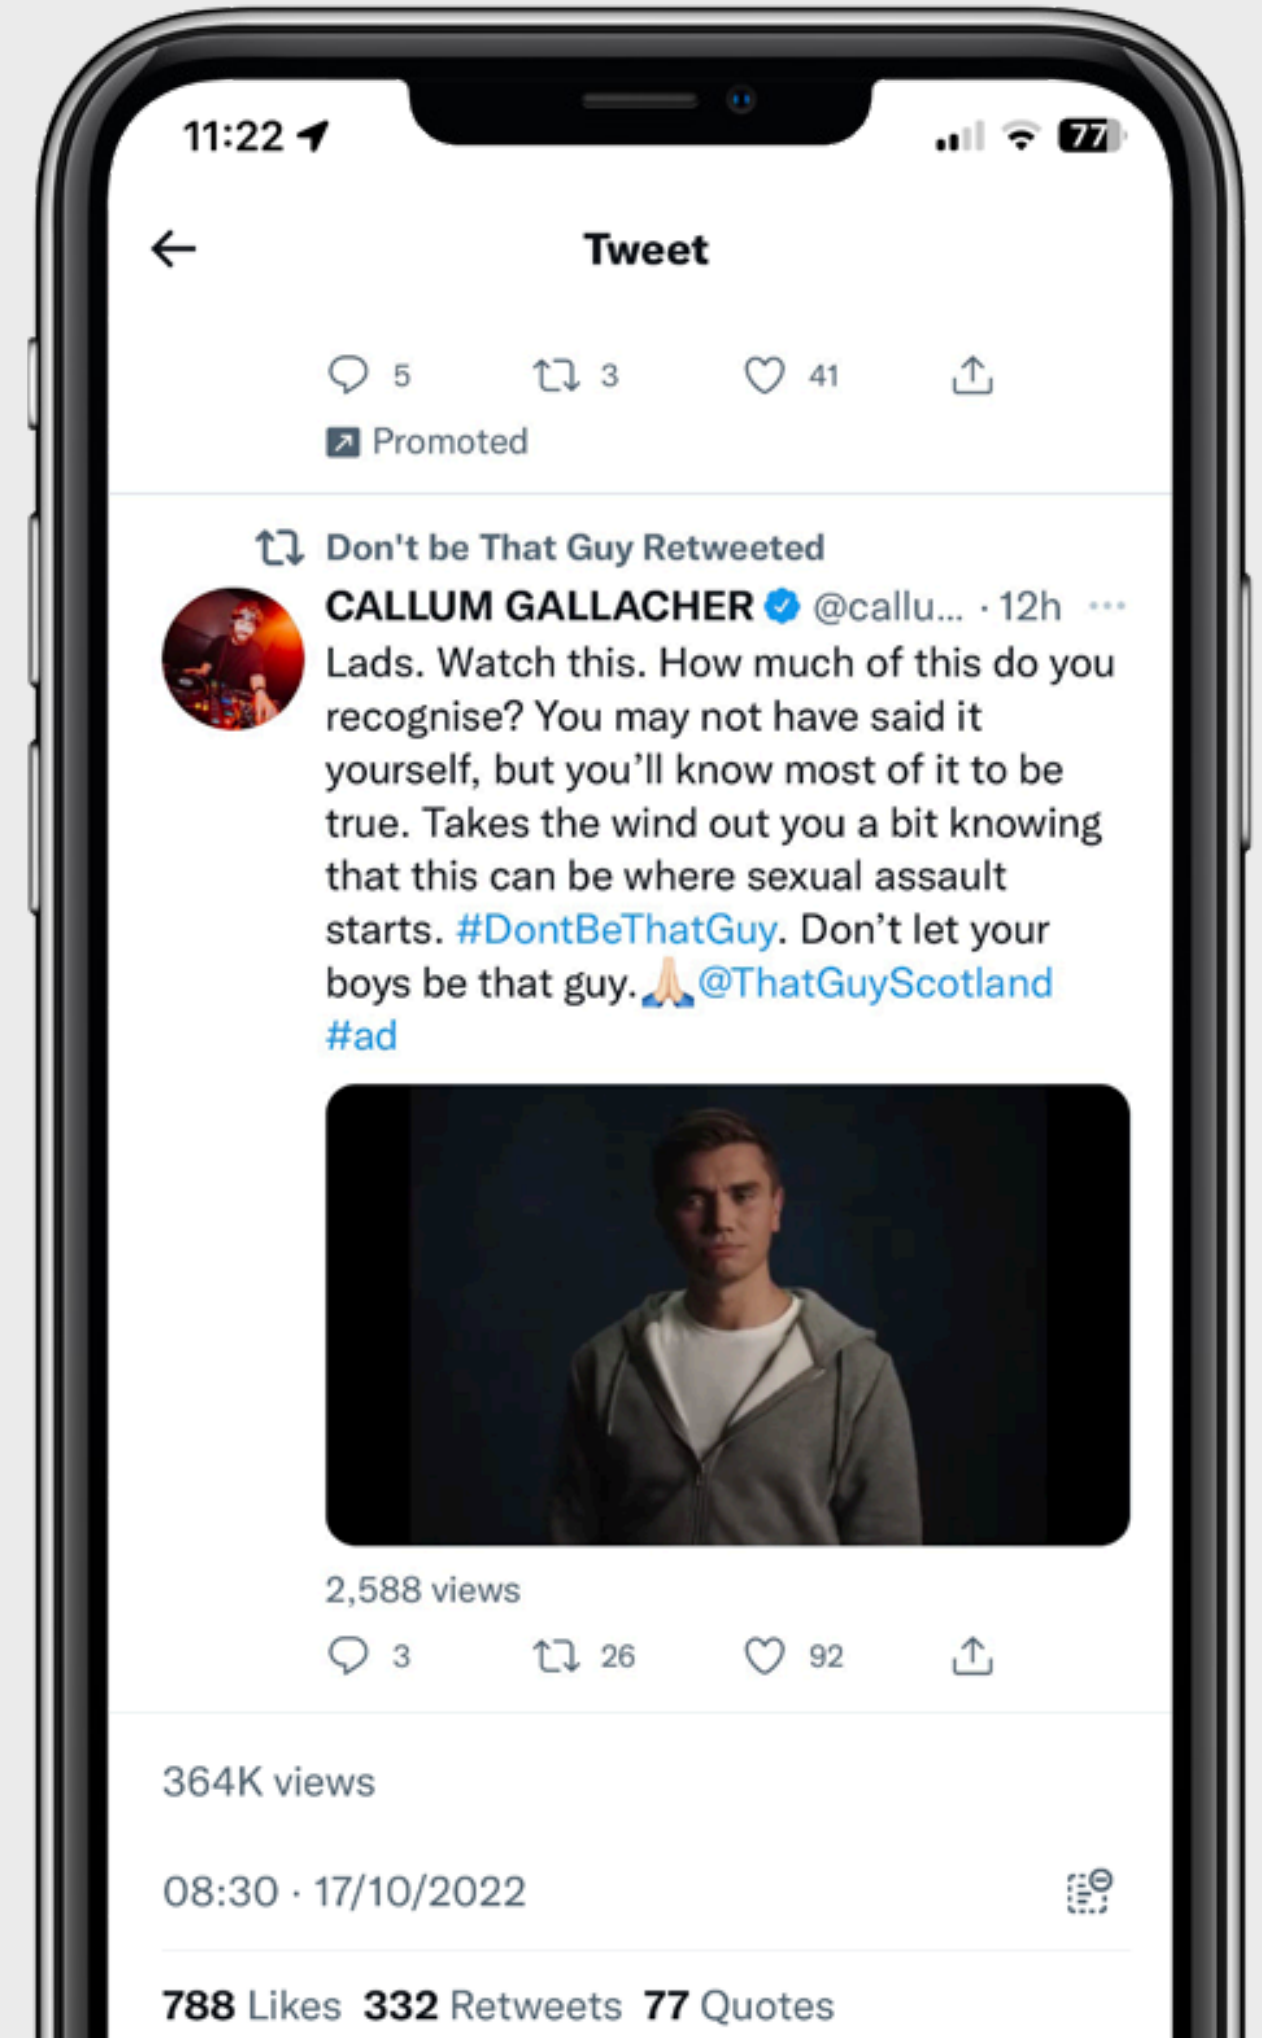 11:22
77
Tweet
5 3 41
Promoted
Don't be That Guy Retweeted
CALLUM GALLACHER @callu... · 12h ...
Lads. Watch this. How much of this do you
recognise? You may not have said it
yourself, but you’ll know most of it to be
true. Takes the wind out you a bit knowing
that this can be where sexual assault
starts. #DontBeThatGuy. Don’t let your
boys be that guy.🙏🏻@ThatGuyScotland
#ad
2,588 views
3 26 92
364K views
08:30 · 17/10/2022
788 Likes 332 Retweets 77 Quotes